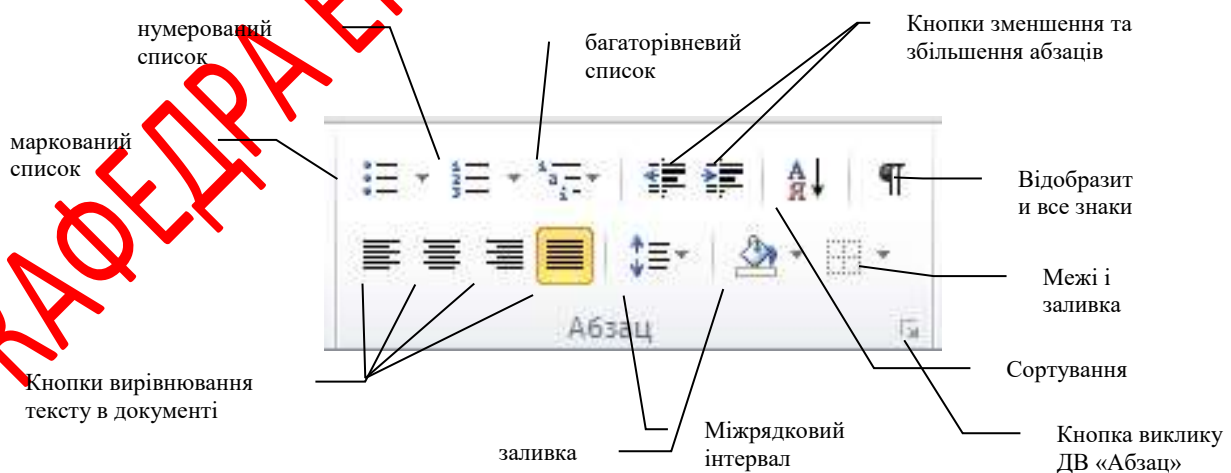 нумерований
список
багаторівневий
список
Кнопки зменшення та
збільшення абзаців
маркований
список
Відобразит
и все знаки
Межі і
заливка
Абзац
Кнопки вирівнювання
тексту в документі
Сортування
заливка
Міжрядковий
інтервал
Кнопка виклику
ДВ «Абзац»
КАФЕДРА